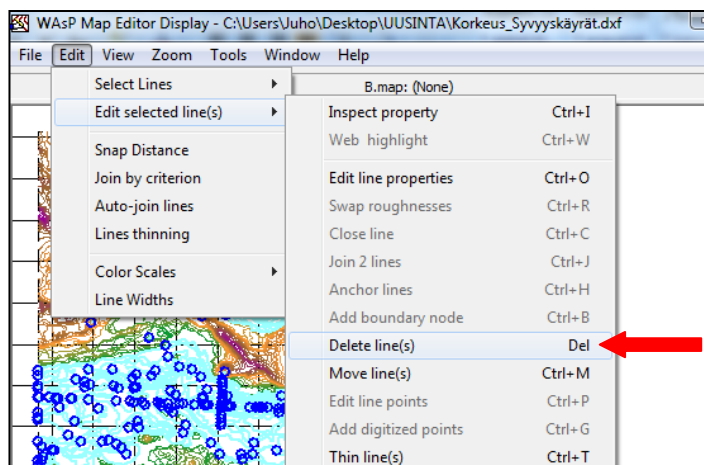 WAsP Map Editor Display - C:\Users\Juho\Desktop\UUSINTA\Korkeus_Syvyyskäyrät.dxf
File Edit View Zoom Tools Window Help
B.map: (None)
Select Lines
Edit selected line(s)
Snap Distance
Join by criterion
Auto-join lines
Lines thinning
Color Scales
Line Widths
Inspect property Ctrl+I
Web highlight Ctrl+W
Edit line properties Ctrl+O
Swap roughnesses Ctrl+R
Close line Ctrl+C
Join 2 lines Ctrl+J
Anchor lines Ctrl+H
Add boundary node Ctrl+B
Delete line(s) Del
Move line(s) Ctrl+M
Edit line points Ctrl+P
Add digitized points Ctrl+G
Thin line(s) Ctrl+T